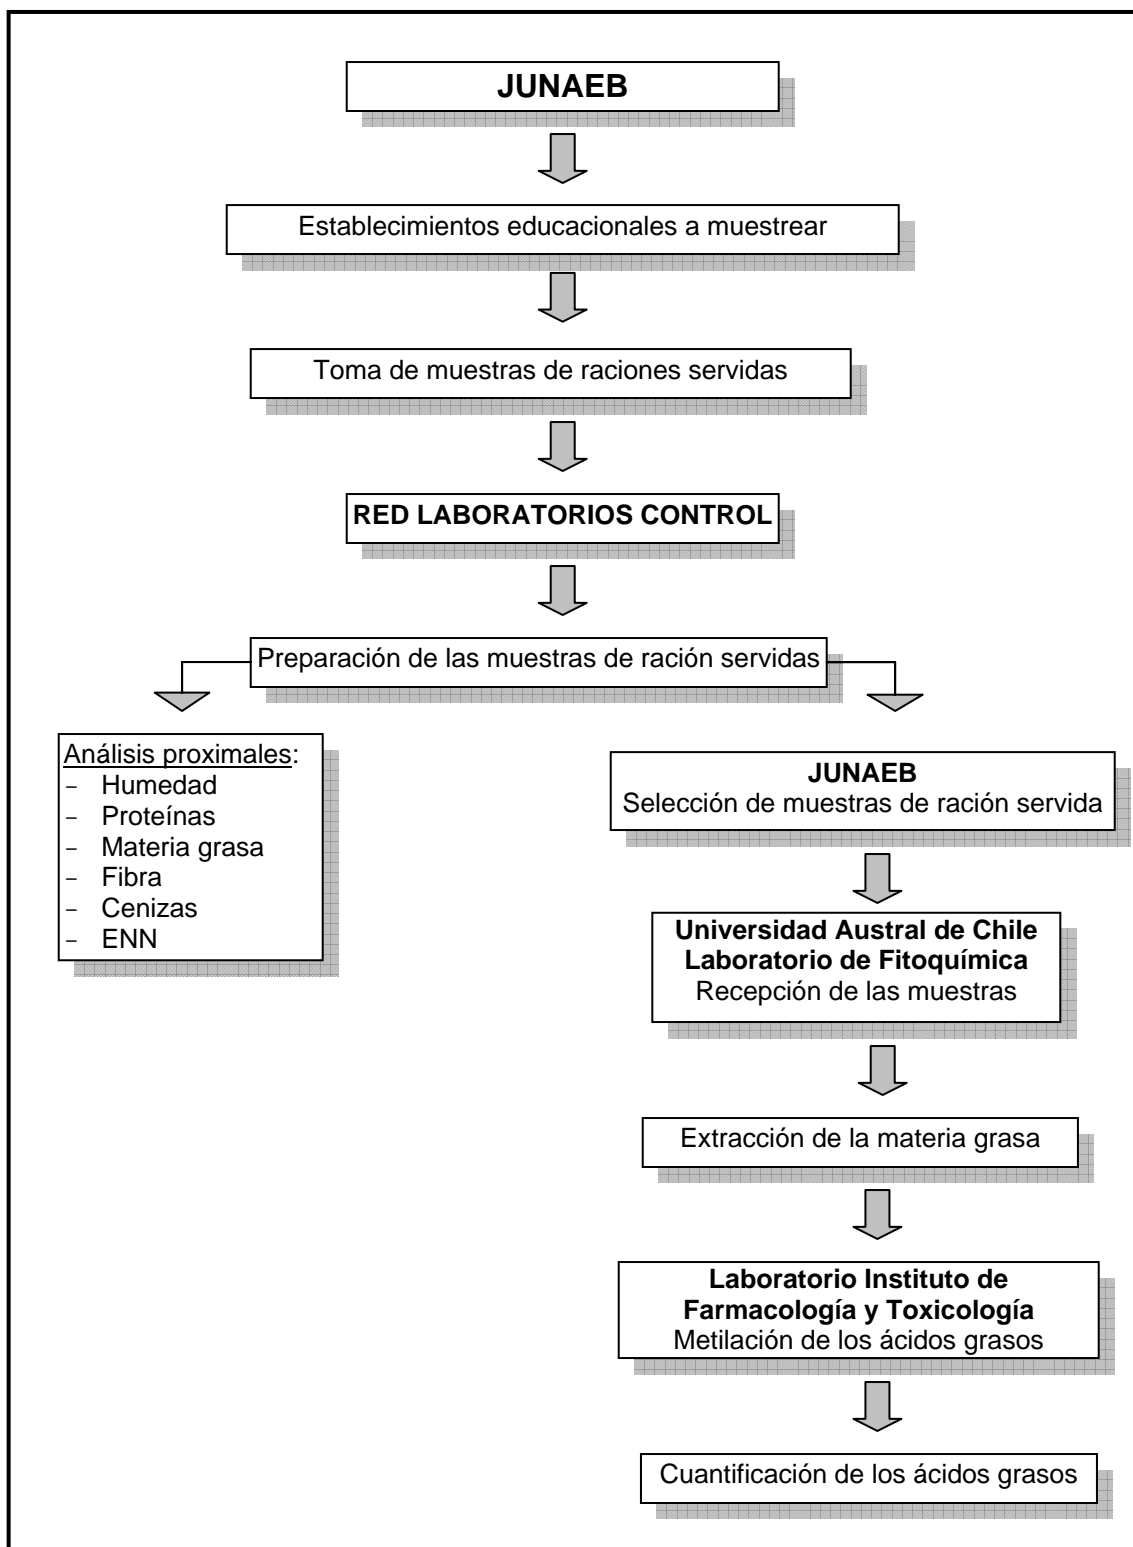 JUNAEB
Establecimientos educacionales a muestrear
Toma de muestras de raciones servidas
RED LABORATORIOS CONTROL
Preparación de las muestras de ración servidas
Análisis proximales:
- Humedad
- Proteínas
- Materia grasa
- Fibra
- Cenizas
- ENN
JUNAEB
Selección de muestras de ración servida
Universidad Austral de Chile
Laboratorio de Fitoquímica
Recepción de las muestras
Extracción de la materia grasa
Laboratorio Instituto de
Farmacología y Toxicología
Metilación de los ácidos grasos
Cuantificación de los ácidos grasos